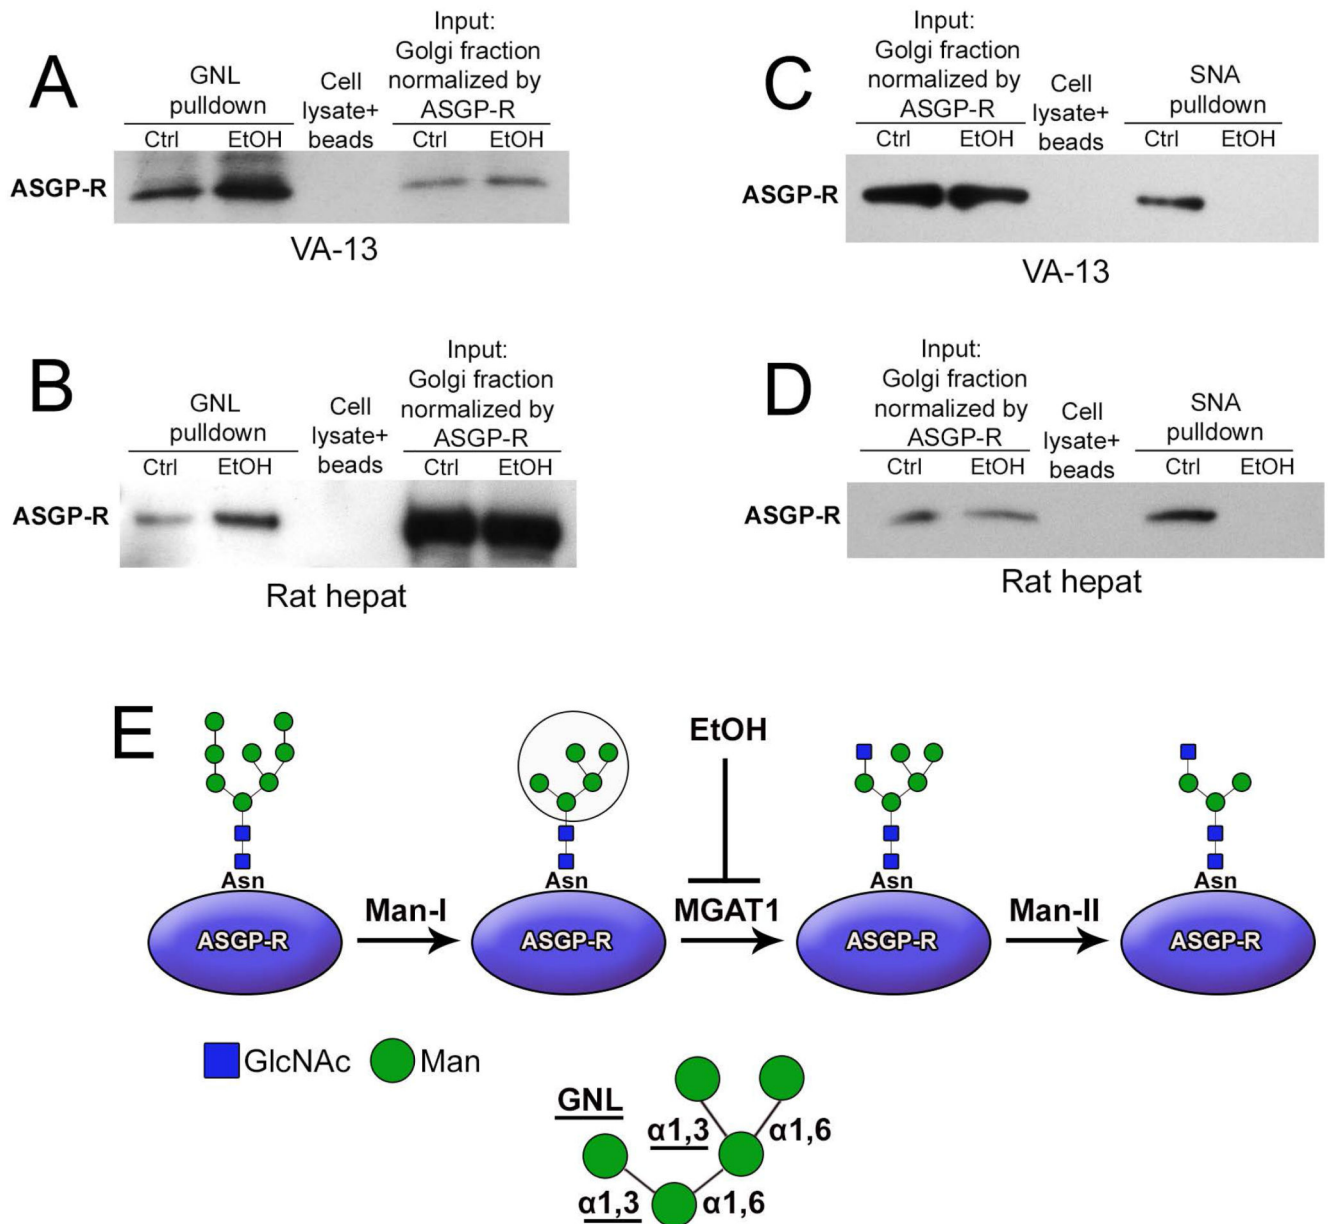 A
GNL
pulldown
Ctrl EtOH
Cell
lysate+
beads
Input:
Golgi fraction
normalized by
ASGP-R
Ctrl EtOH
ASGP-R
VA-13
C
Input:
Golgi fraction
normalized by
ASGP-R
Ctrl EtOH
Cell
lysate+
beads
SNA
pulldown
Ctrl EtOH
ASGP-R
VA-13
B
GNL
pulldown
Ctrl EtOH
Cell
lysate+
beads
Input:
Golgi fraction
normalized by
ASGP-R
Ctrl EtOH
ASGP-R
Rat hepat
D
Input:
Golgi fraction
normalized by
ASGP-R
Ctrl EtOH
Cell
lysate+
beads
SNA
pulldown
Ctrl EtOH
ASGP-R
Rat hepat
E
EtOH
Asn Asn Asn Asn
Man-I MGAT1 Man-II
ASGP-R ASGP-R ASGP-R ASGP-R
GlcNAc Man
GNL
α1,3 α1,6
α1,3 α1,6